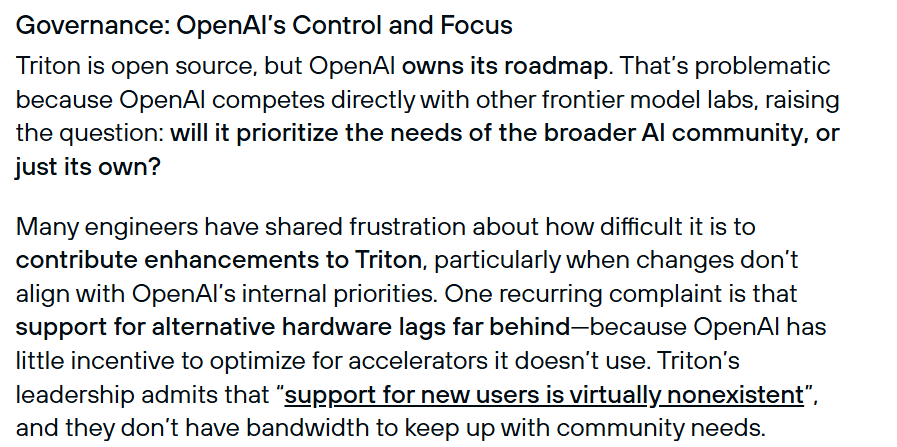 Governance: OpenAI’s Control and Focus
Triton is open source, but OpenAI owns its roadmap. That’s problematic
because OpenAI competes directly with other frontier model labs, raising
the question: will it prioritize the needs of the broader AI community, or
just its own?
Many engineers have shared frustration about how difficult it is to
contribute enhancements to Triton, particularly when changes don’t
align with OpenAI’s internal priorities. One recurring complaint is that
support for alternative hardware lags far behind—because OpenAI has
little incentive to optimize for accelerators it doesn’t use. Triton’s
leadership admits that “support for new users is virtually nonexistent”,
and they don’t have bandwidth to keep up with community needs.